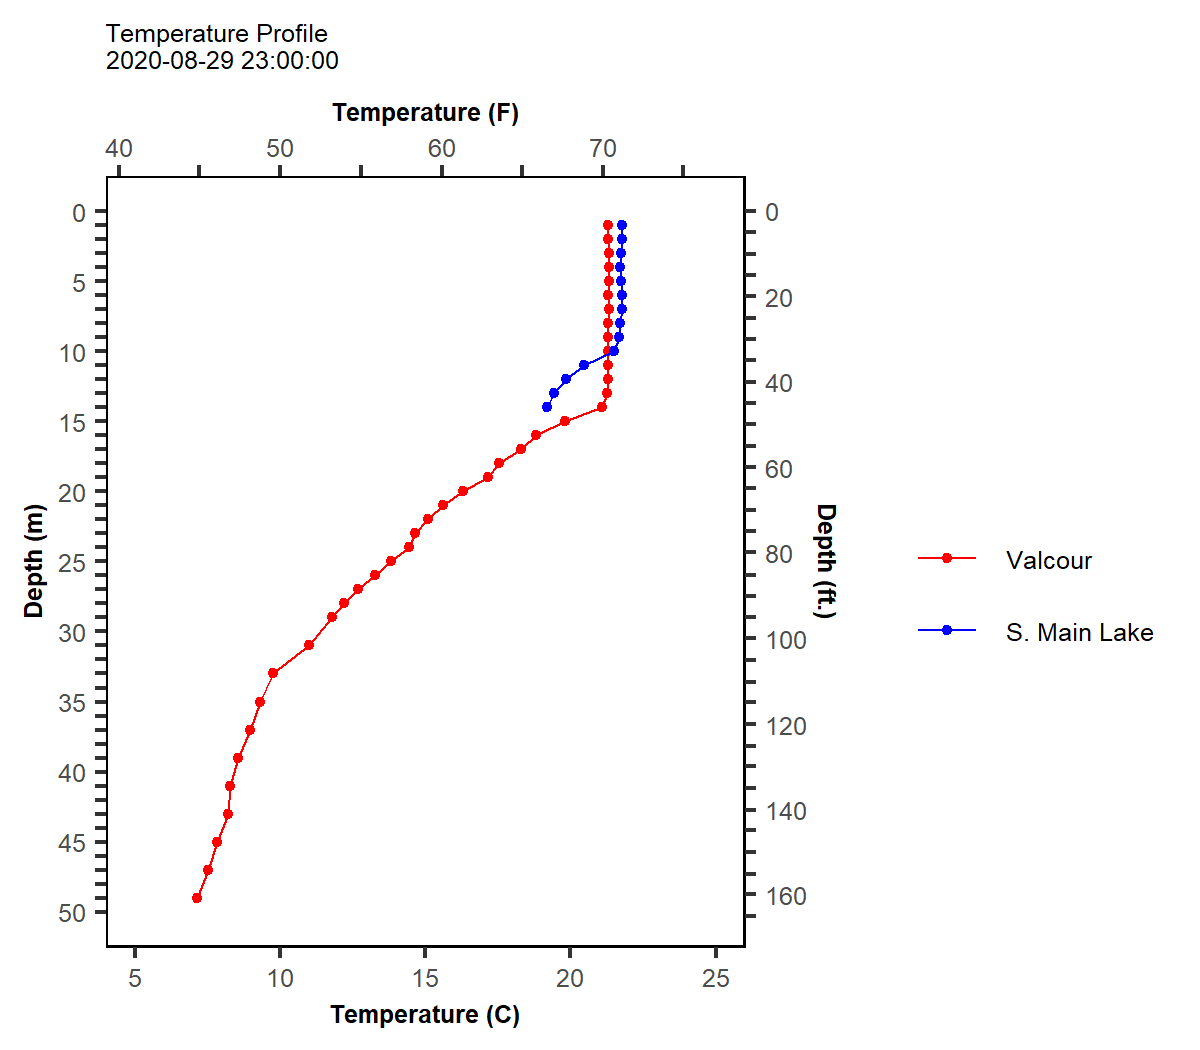 Temperature Profile
2020-08-29 23:00:00
Temperature (F)
40 50 60 70
0
5
10
15
20
25
30
35
40
45
50
Depth (m)
0
20
40
60
80
100
120
140
160
Depth (ft.)
Valcour
S. Main Lake
5 10 15 20 25
Temperature (C)